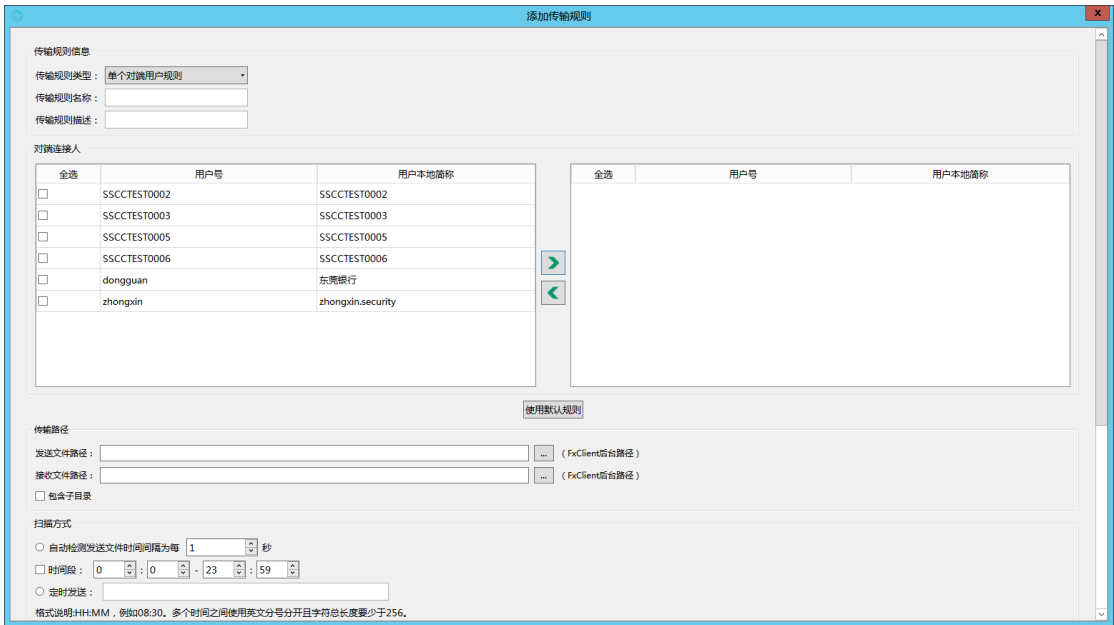 添加传输规则
x
传输规则信息
传输规则类型： 单个对端用户规则
传输规则名称：
传输规则描述：
对端连接人
全选 用户号 用户本地简称 全选 用户号 用户本地简称
SSCCTEST0002 SSCCTEST0002
SSCCTEST0003 SSCCTEST0003
SSCCTEST0005 SSCCTEST0005
SSCCTEST0006 SSCCTEST0006
dongguan 东莞银行
zhongxin zhongxin.security
使用默认规则
传输路径
发送文件路径： ... （FxClient后台路径）
接收文件路径： ... （FxClient后台路径）
包含子目录
扫描方式
自动检测发送文件时间间隔为每 1 秒
时间段： 0 : 0 - 23 : 59
定时发送：
格式说明:HH:MM，例如08:30。多个时间之间使用英文分号分开且字符总长度要少于256。